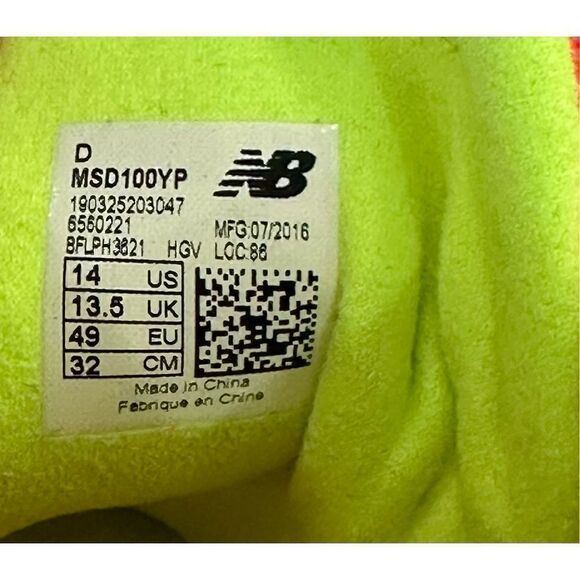 D
NB
MSD100YP
190325203047
6560221
MFG:07/2016
BFLPH3621 HGV LOC:86
14 US
13.5 UK
49 EU
32 CM
Made in China
Fabrique en Chine